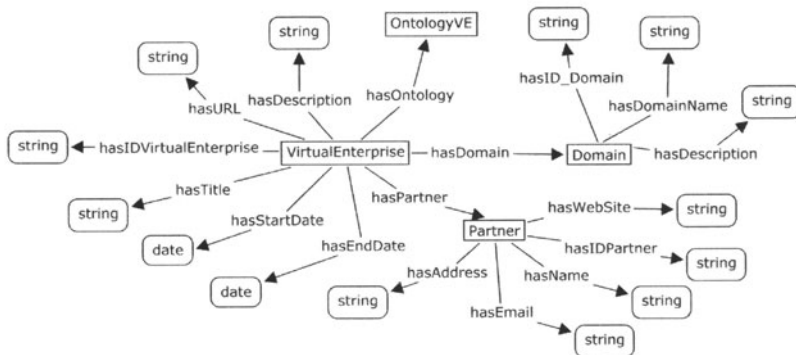 string
OntologyVE
string
string
string
hasID_Domain
hasURL
hasDescription
hasOntology
hasDomainName
string
string
hasIDVirtualEnterprise
VirtualEnterprise
hasDomain
Domain
hasDescription
hasTitle
hasPartner
hasWebSite
string
string
hasStartDate
Partner
hasIDPartner
date
hasEndDate
hasAddress
hasName
string
date
string
string
hasEmail
string